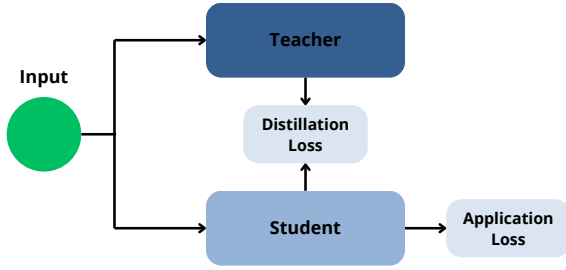 Teacher
Input
Distillation
Loss
Student
Application
Loss